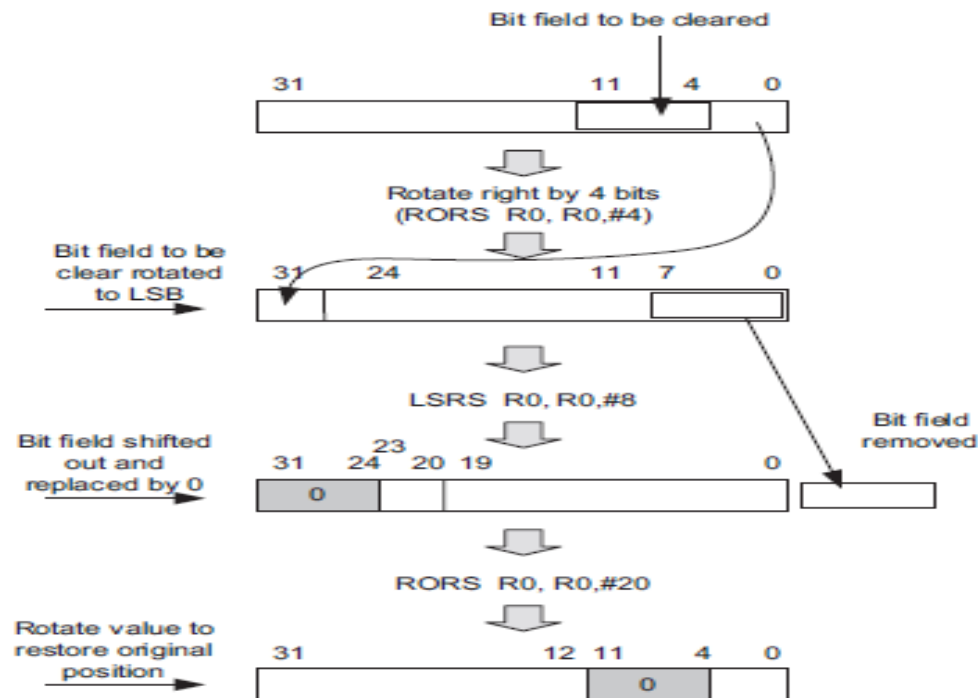 Bit field to be cleared
31 11 4 0
Rotate right by 4 bits
(RORS R0, R0,#4)
Bit field to be
clear rotated
to LSB
31 24 11 7 0
LSRS R0, R0,#8
Bit field
removed
Bit field shifted
out and
replaced by 0
23
31 24 20 19 0
0
RORS R0, R0,#20
Rotate value to
restore original
position
31 12 11 4 0
0